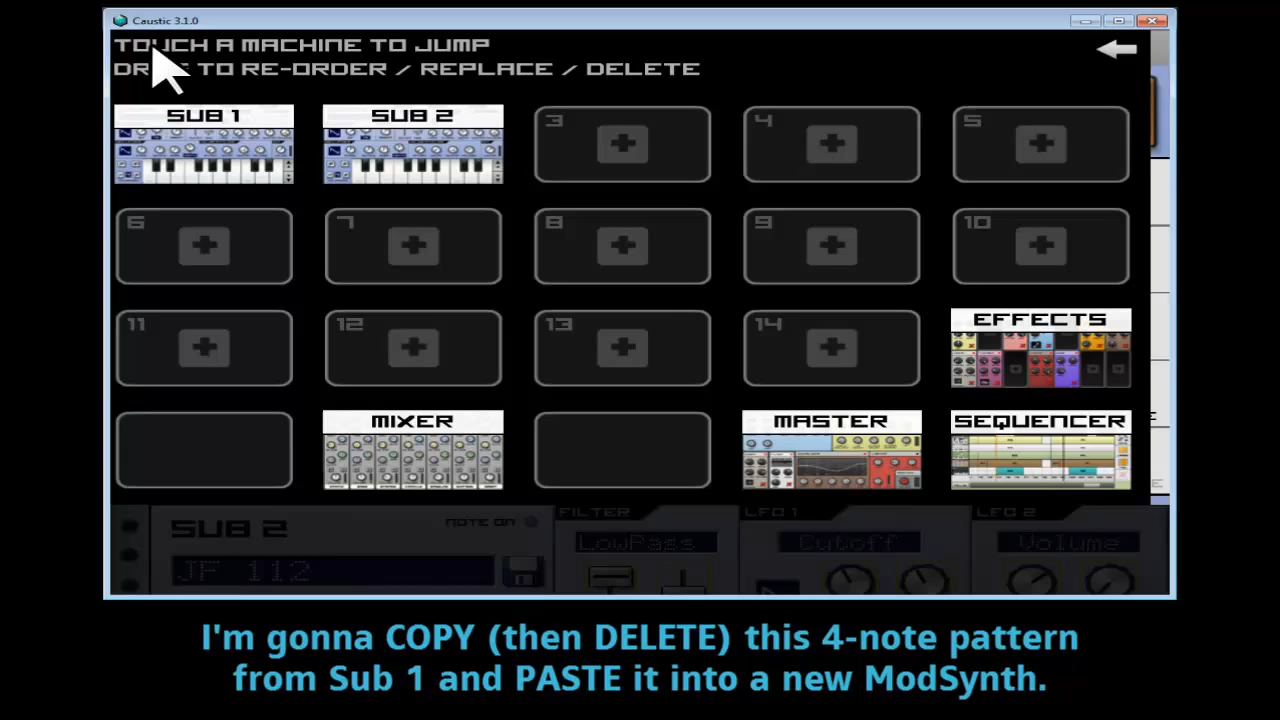 Caustic 3.1.0
TOUCH A MACHINE TO JUMP
TO RE-ORDER / REPLACE / DELETE
SUB 1
SUB 2
3
4
5
6
7
8
9
10
11
12
13
14
EFFECTS
MIXER
MASTER
SEQUENCER
SUB 2
NOTE ON
FILTER
LFO 1
LFO 2
LowPass
Cutoff
Volume
JF 112
I'm gonna COPY (then DELETE) this 4-note pattern
from Sub 1 and PASTE it into a new ModSynth.